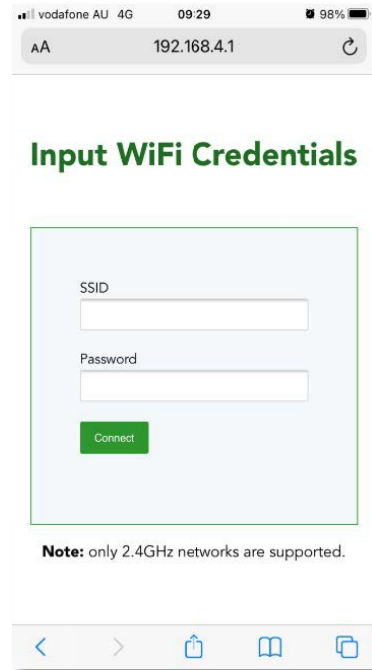 vodafone AU 4G 09:29 98%
AA 192.168.4.1
Input WiFi Credentials
SSID
Password
Connect
Note: only 2.4GHz networks are supported.